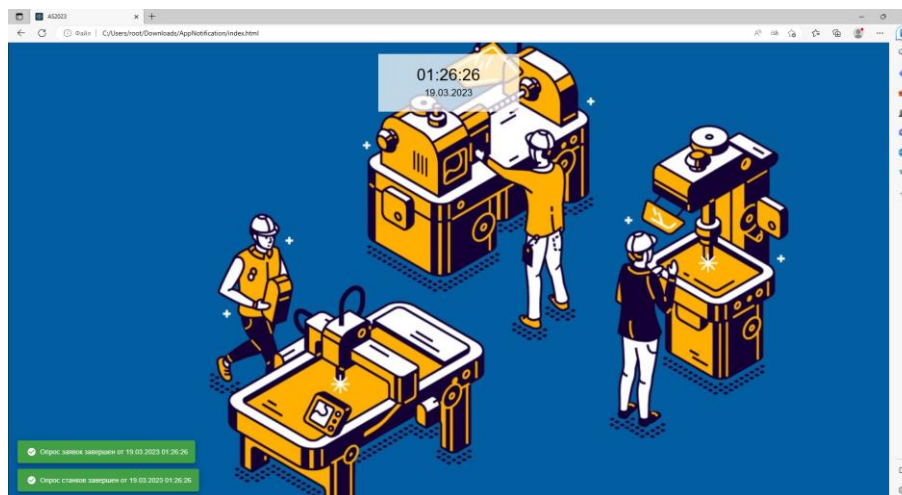 AS2023
Файл
C:/Users/root/Downloads/AppNotification/index.html
01:26:26
19.03.2023
Опрос заявок завершен от 19.03.2023 01:26:26
Опрос станков завершен от 19.03.2023 01:26:26